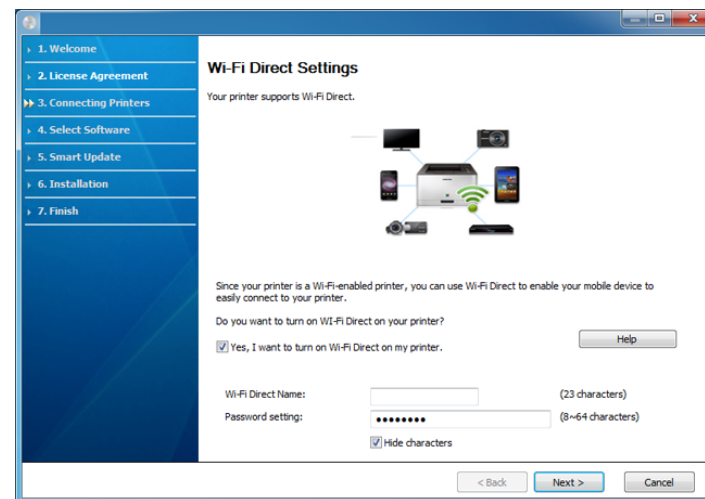 1. Welcome
2. License Agreement
3. Connecting Printers
4. Select Software
5. Smart Update
6. Installation
7. Finish
Wi-Fi Direct Settings
Your printer supports Wi-Fi Direct.
Since your printer is a Wi-Fi-enabled printer, you can use Wi-Fi Direct to enable your mobile device to
easily connect to your printer.
Do you want to turn on WI-Fi Direct on your printer?
Yes, I want to turn on Wi-Fi Direct on my printer.
Help
Wi-Fi Direct Name: (23 characters)
Password setting: (8~64 characters)
Hide characters
< Back Next > Cancel